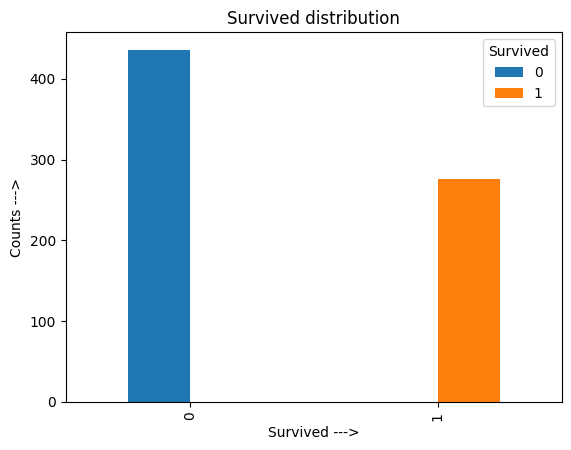 Survived distribution
Survived
0
1
Counts --->
400
300
200
100
0
0
1
Survived --->